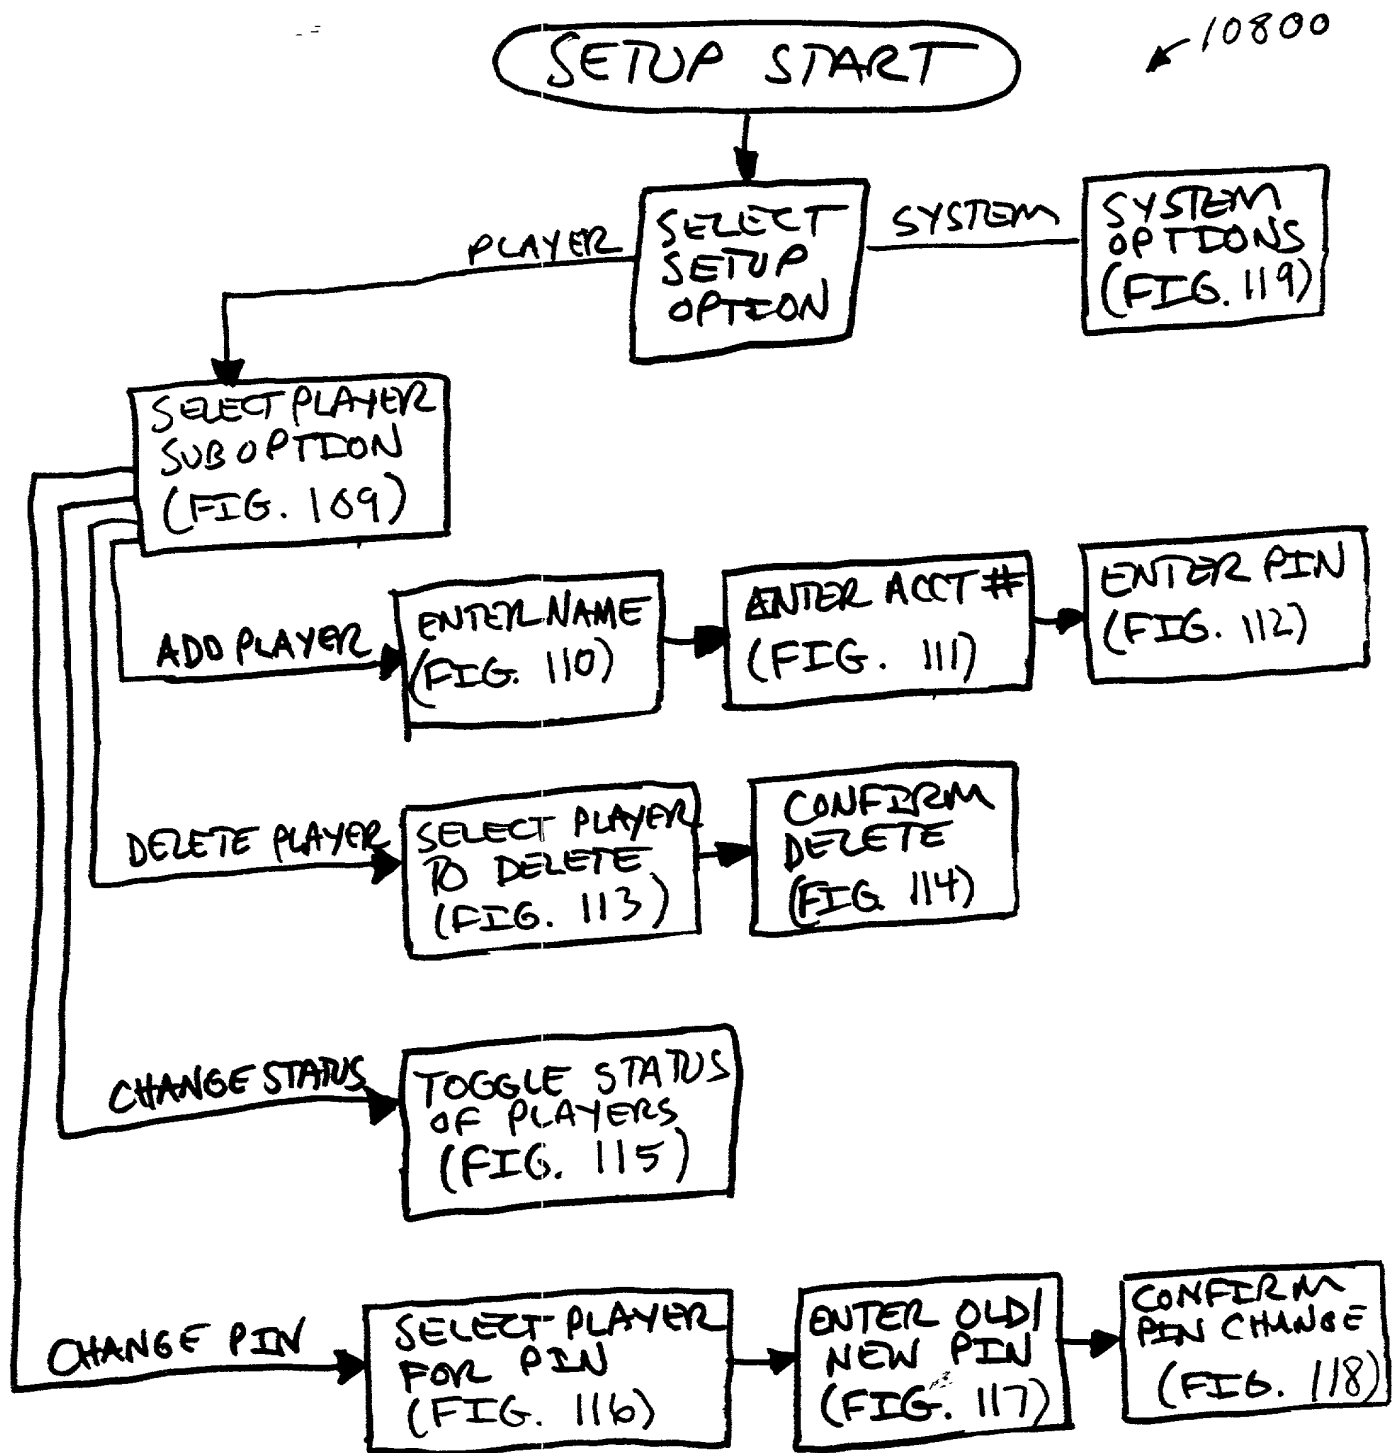 10800
SETUP START
SELECT
SETUP
OPTION
PLAYER
SYSTEM
SYSTEM
OPTIONS
(FIG. 119)
SELECT PLAYER
SUBOPTION
(FIG. 109)
ADD PLAYER
ENTER NAME
(FIG. 110)
ENTER ACCT #
(FIG. 111)
ENTER PIN
(FIG. 112)
DELETE PLAYER
SELECT PLAYER
TO DELETE
(FIG. 113)
CONFIRM
DELETE
(FIG 114)
CHANGE STATUS
TOGGLE STATUS
OF PLAYERS
(FIG. 115)
CHANGE PIN
SELECT PLAYER
FOR PIN
(FIG. 116)
ENTER OLD/
NEW PIN
(FIG. 117)
CONFIRM
PIN CHANGE
(FIG. 118)